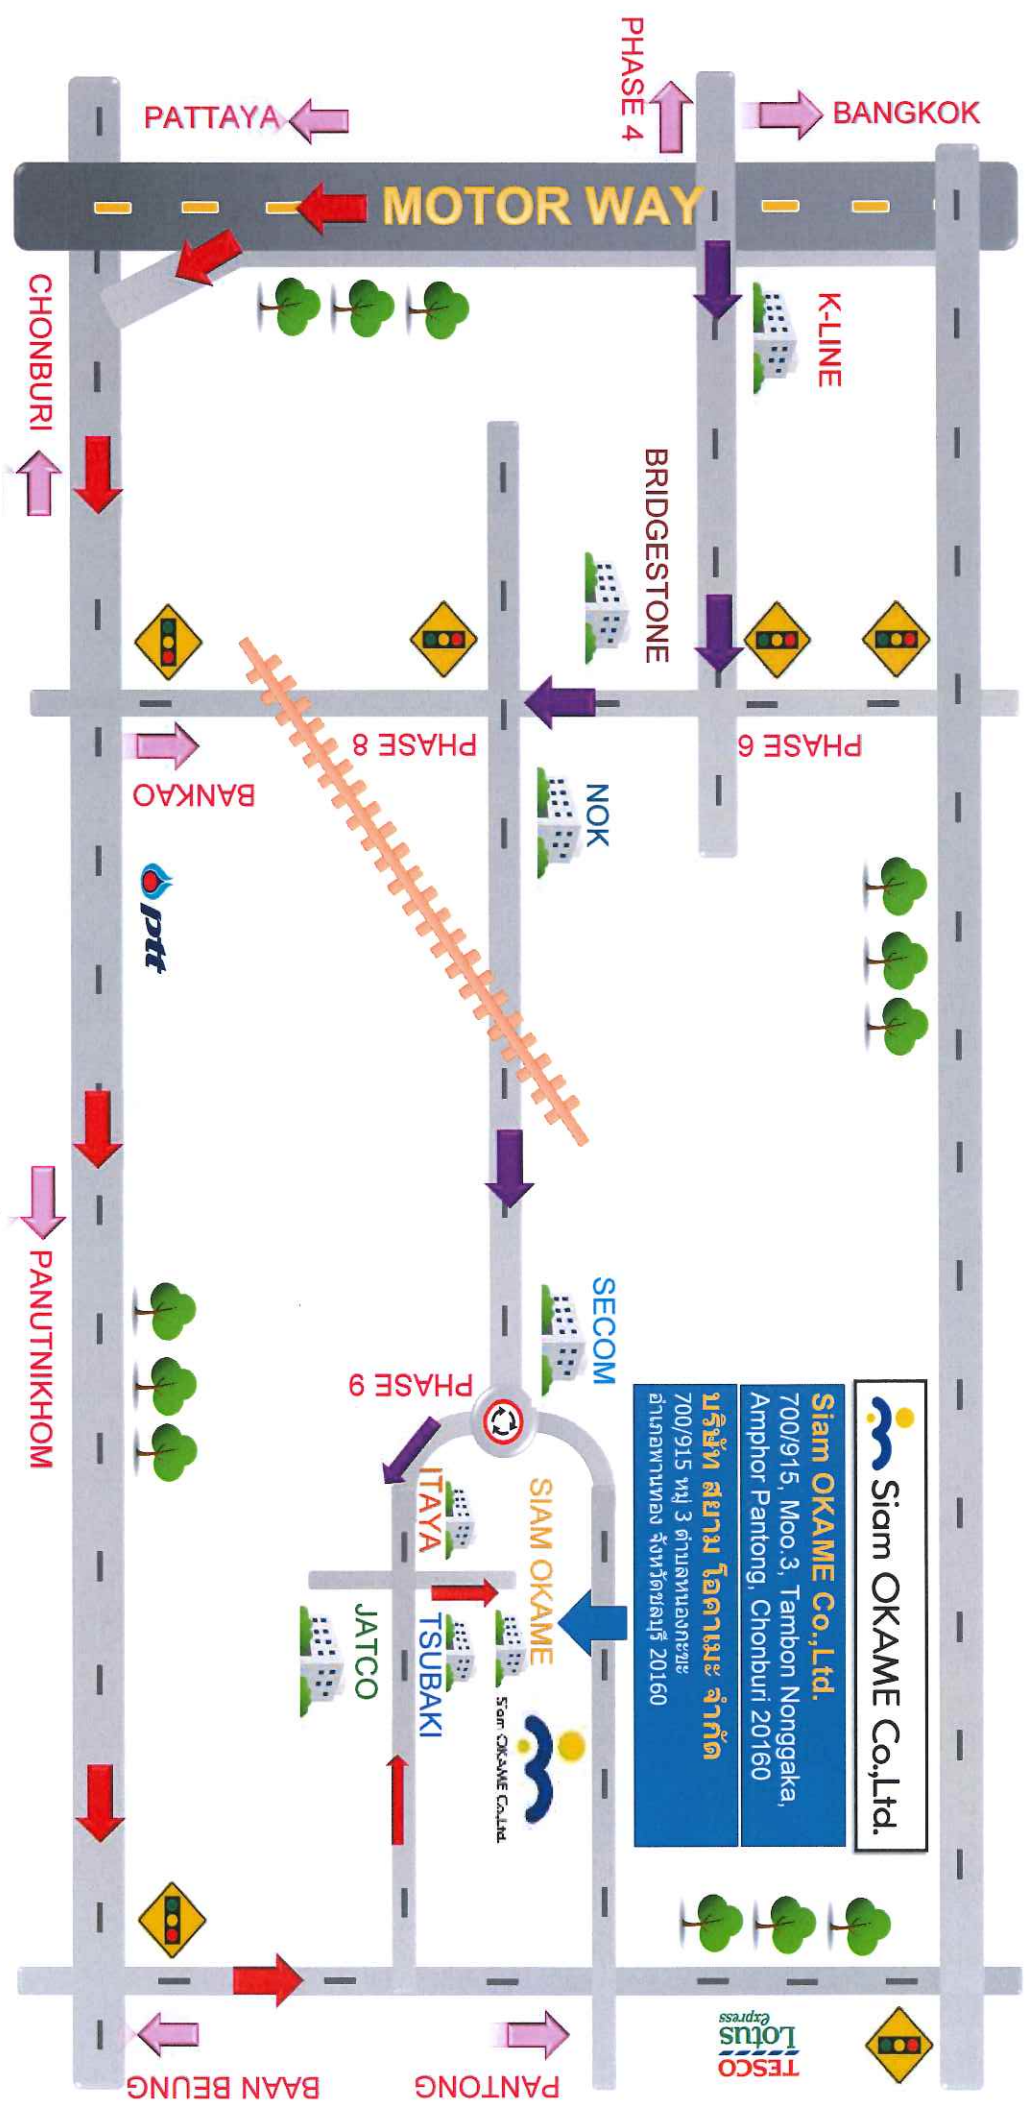 Siam OKAME Co.,Ltd.
Siam OKAME Co.,Ltd.
700/915, Moo.3, Tambon Nonggaka,
Amphor Pantong, Chonburi 20160
บริษัท สยาม โอคาเมะ จำกัด
700/915 หมู่ 3 ตำบลหนองกะขะ
อำเภอพานทอง จังหวัดชลบุรี 20160
BANGKOK
PHASE 4
MOTOR WAY
PATTAYA
K-LINE
CHONBURI
BRIDGESTONE
PHASE 6
PHASE 8
BANKAO
NOK
ptt
PANUTNIKHOM
SECOM
PHASE 9
ITAYA
SIAM OKAME
TSUBAKI
JATCO
Siam OKAME Co.,Ltd.
TESCO
Lotus
express
PANTONG
BAAN BEUNG